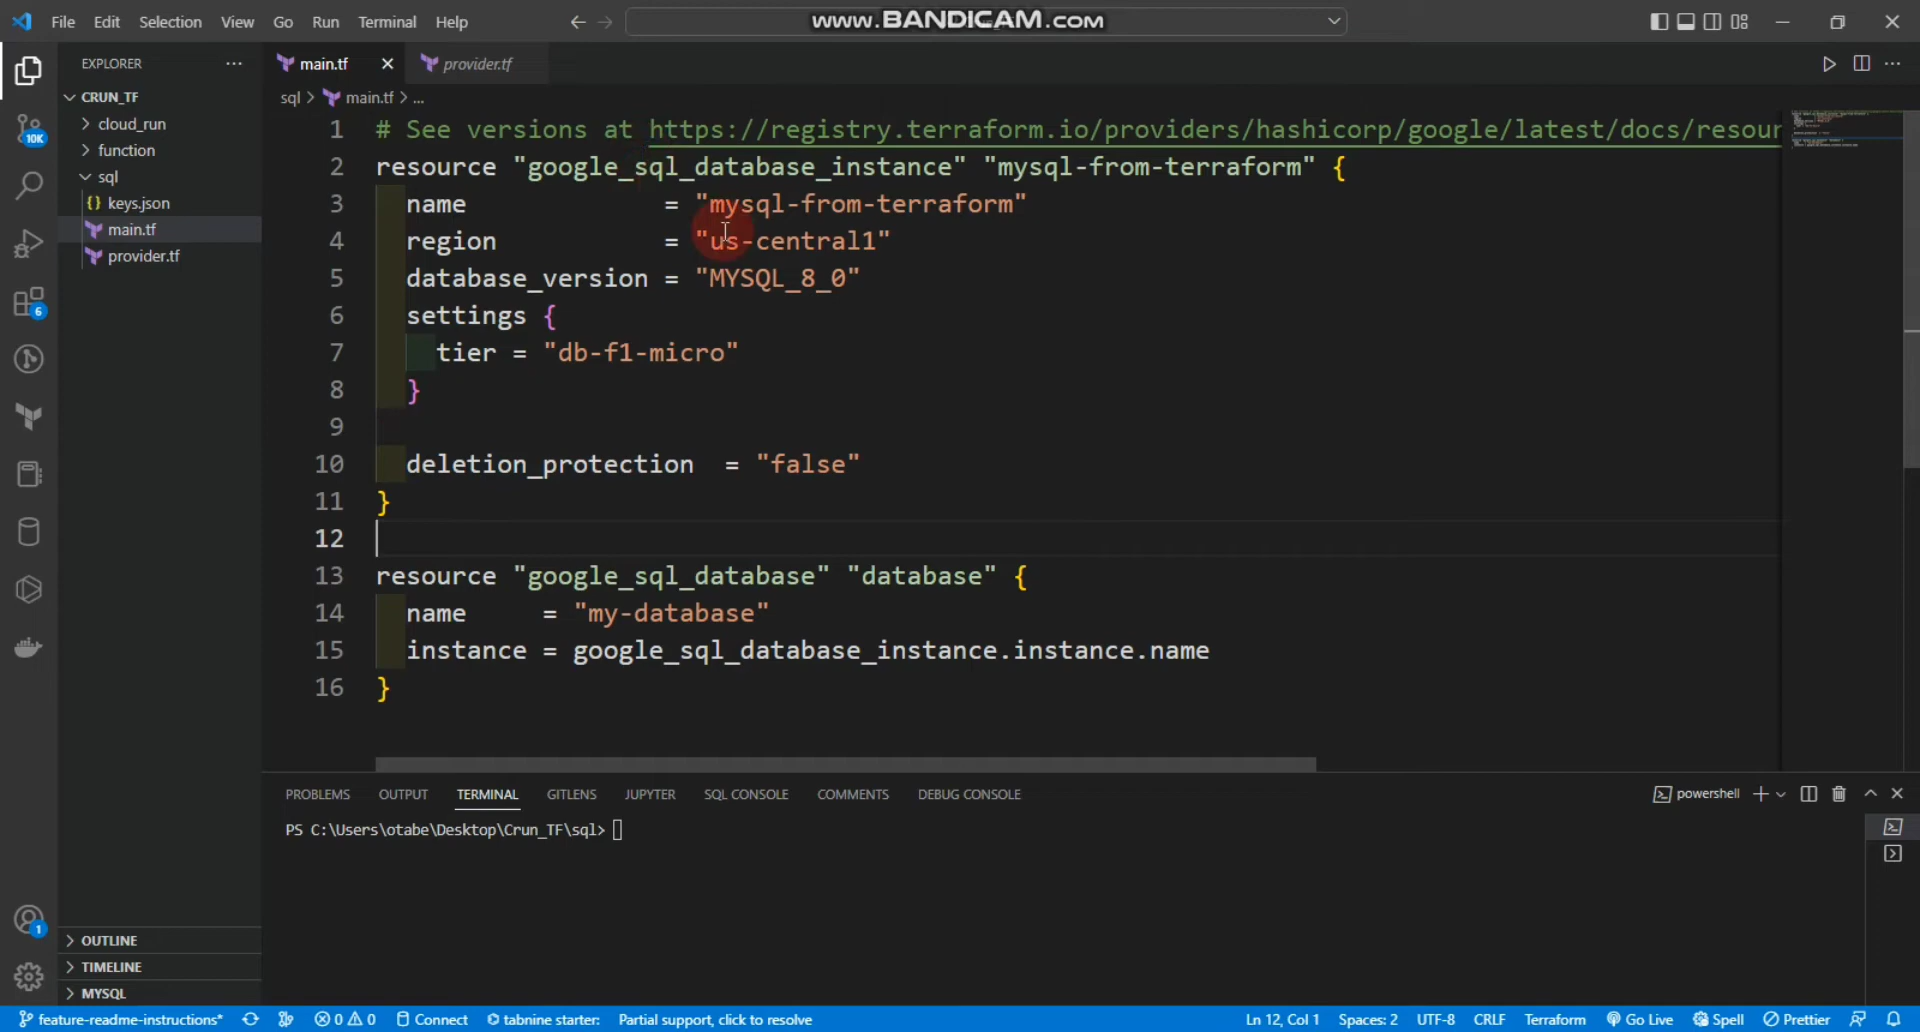 File Edit Selection View Go Run Terminal Help
www.BANDICAM.com
EXPLORER
main.tf
provider.tf
CRUN_TF
cloud_run
function
sql
keys.json
main.tf
provider.tf
sql > main.tf > ...
1 # See versions at https://registry.terraform.io/providers/hashicorp/google/latest/docs/resour
2 resource "google_sql_database_instance" "mysql-from-terraform" {
3 name = "mysql-from-terraform"
4 region = "us-central1"
5 database_version = "MYSQL_8_0"
6 settings {
7 tier = "db-f1-micro"
8 }
9
10 deletion_protection = "false"
11 }
12
13 resource "google_sql_database" "database" {
14 name = "my-database"
15 instance = google_sql_database_instance.instance.name
16 }
10K
6
1
PROBLEMS OUTPUT TERMINAL GITLENS JUPYTER SQL CONSOLE COMMENTS DEBUG CONSOLE
powershell
PS C:\Users\otabe\Desktop\Crun_TF\sql>
OUTLINE
TIMELINE
MYSQL
feature-readme-instructions* 0 0 Connect tabnine starter: Partial support, click to resolve Ln 12, Col 1 Spaces: 2 UTF-8 CRLF Terraform Go Live Spell Prettier